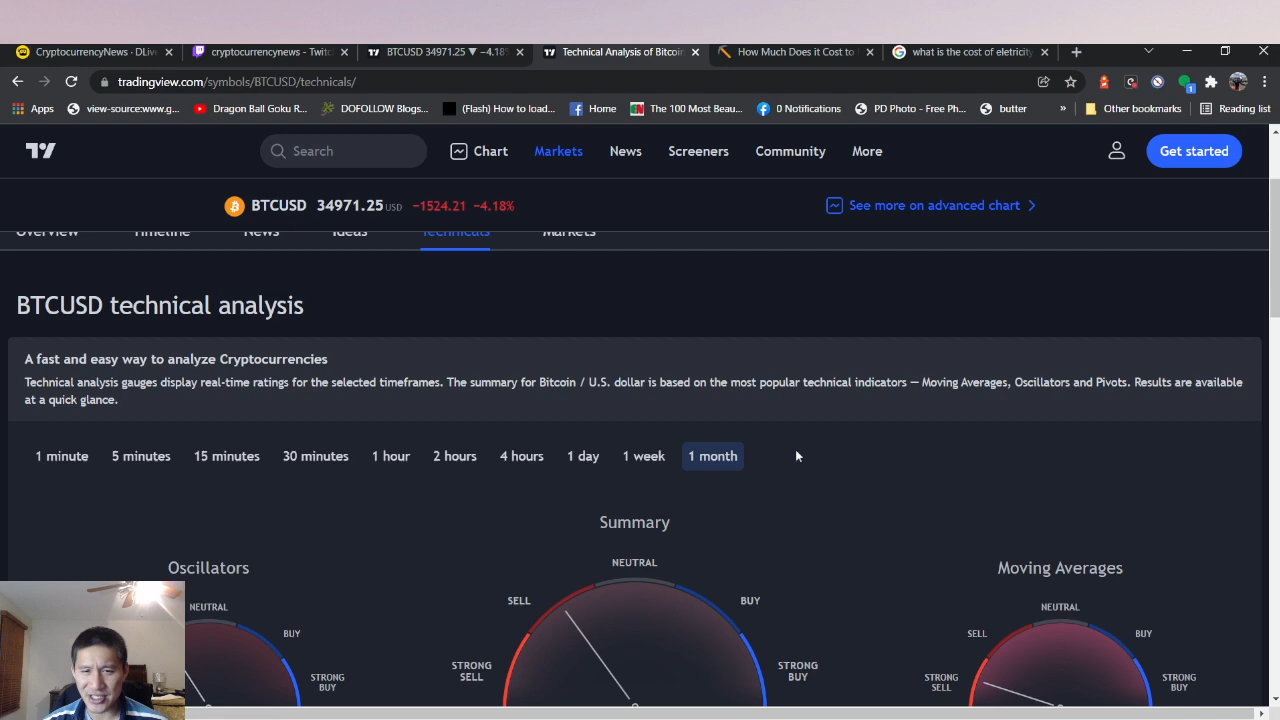 CryptocurrencyNews - DLive
cryptocurrencynews - Twitch
BTCUSD 34971.25 ▼ −4.18%
Technical Analysis of Bitcoin
How Much Does it Cost to
what is the cost of eletricity
tradingview.com/symbols/BTCUSD/technicals/
Apps
view-source:www.g...
Dragon Ball Goku R...
DOFOLLOW Blogs...
(Flash) How to load...
Home
The 100 Most Beau...
0 Notifications
PD Photo - Free Ph...
butter
»
Other bookmarks
Reading list
Search
Chart
Markets
News
Screeners
Community
More
Get started
BTCUSD 34971.25 USD −1524.21 −4.18%
See more on advanced chart
Overview
Timeline
News
Ideas
Technicals
Markets
BTCUSD technical analysis
A fast and easy way to analyze Cryptocurrencies
Technical analysis gauges display real-time ratings for the selected timeframes. The summary for Bitcoin / U.S. dollar is based on the most popular technical indicators — Moving Averages, Oscillators and Pivots. Results are available
at a quick glance.
1 minute
5 minutes
15 minutes
30 minutes
1 hour
2 hours
4 hours
1 day
1 week
1 month
Summary
NEUTRAL
SELL
BUY
STRONG
SELL
STRONG
BUY
Oscillators
NEUTRAL
BUY
STRONG
BUY
Moving Averages
NEUTRAL
SELL
BUY
STRONG
SELL
STRONG
BUY